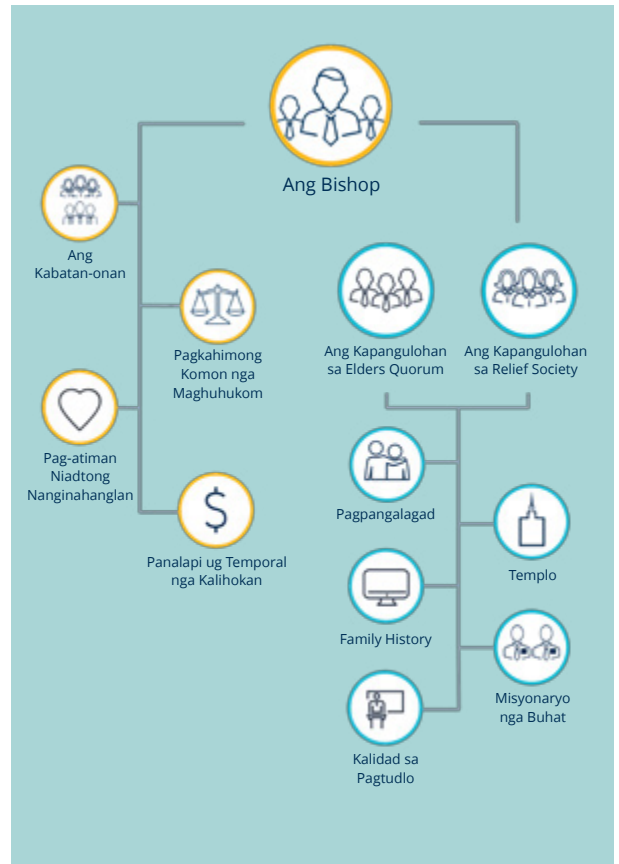 Ang Bishop
Ang
Kabatan-onan
Pagkahimong
Komon nga
Maghuhukom
Pag-atiman
Niadtong
Nanginahanglan
Panalapi ug Temporal
nga Kalihokan
Ang Kapangulohan
sa Elders Quorum
Ang Kapangulohan
sa Relief Society
Pagpangalagad
Templo
Family History
Misyonaryo
nga Buhat
Kalidad sa
Pagtudlo